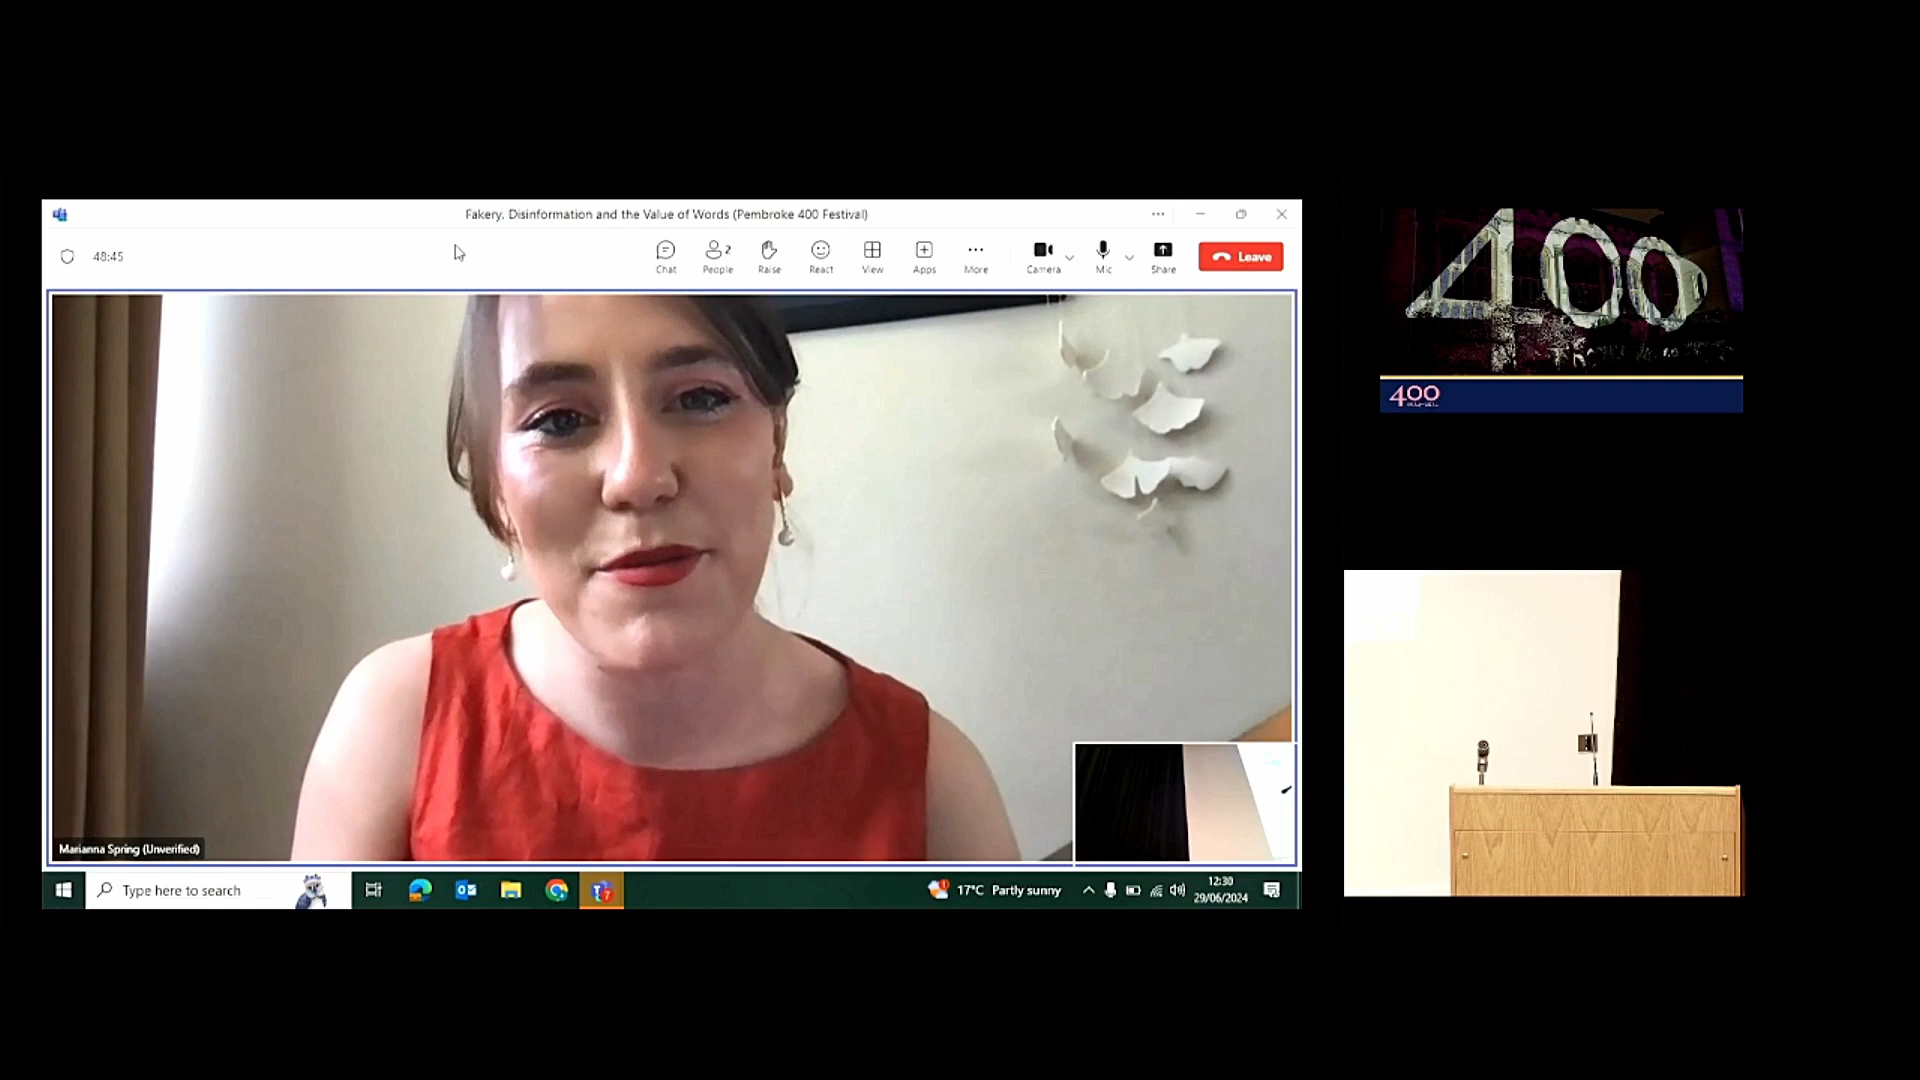 Fakery, Disinformation and the Value of Words (Pembroke 400 Festival)
48:45
Chat
People
2
Raise
React
View
Apps
More
Camera
Mic
Share
Leave
400
400
Marianna Spring (Unverified)
Type here to search
7
17°C Partly sunny
12:30
29/06/2024